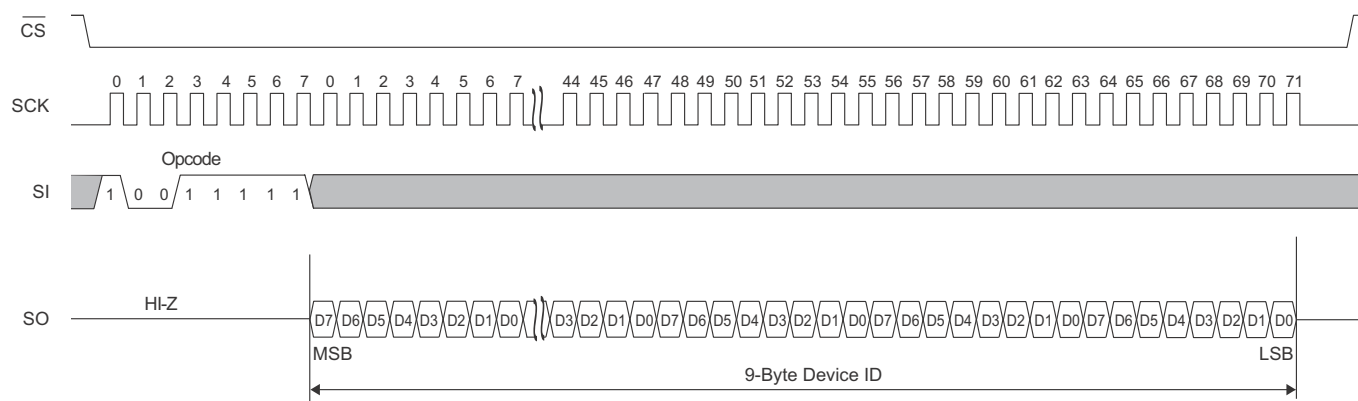 CS
0 1 2 3 4 5 6 7 0 1 2 3 4 5 6 7 44 45 46 47 48 49 50 51 52 53 54 55 56 57 58 59 60 61 62 63 64 65 66 67 68 69 70 71
SCK
Opcode
SI 1 0 0 1 1 1 1 1
HI-Z
SO D7 D6 D5 D4 D3 D2 D1 D0 D3 D2 D1 D0 D7 D6 D5 D4 D3 D2 D1 D0 D7 D6 D5 D4 D3 D2 D1 D0 D7 D6 D5 D4 D3 D2 D1 D0
MSB LSB
9-Byte Device ID